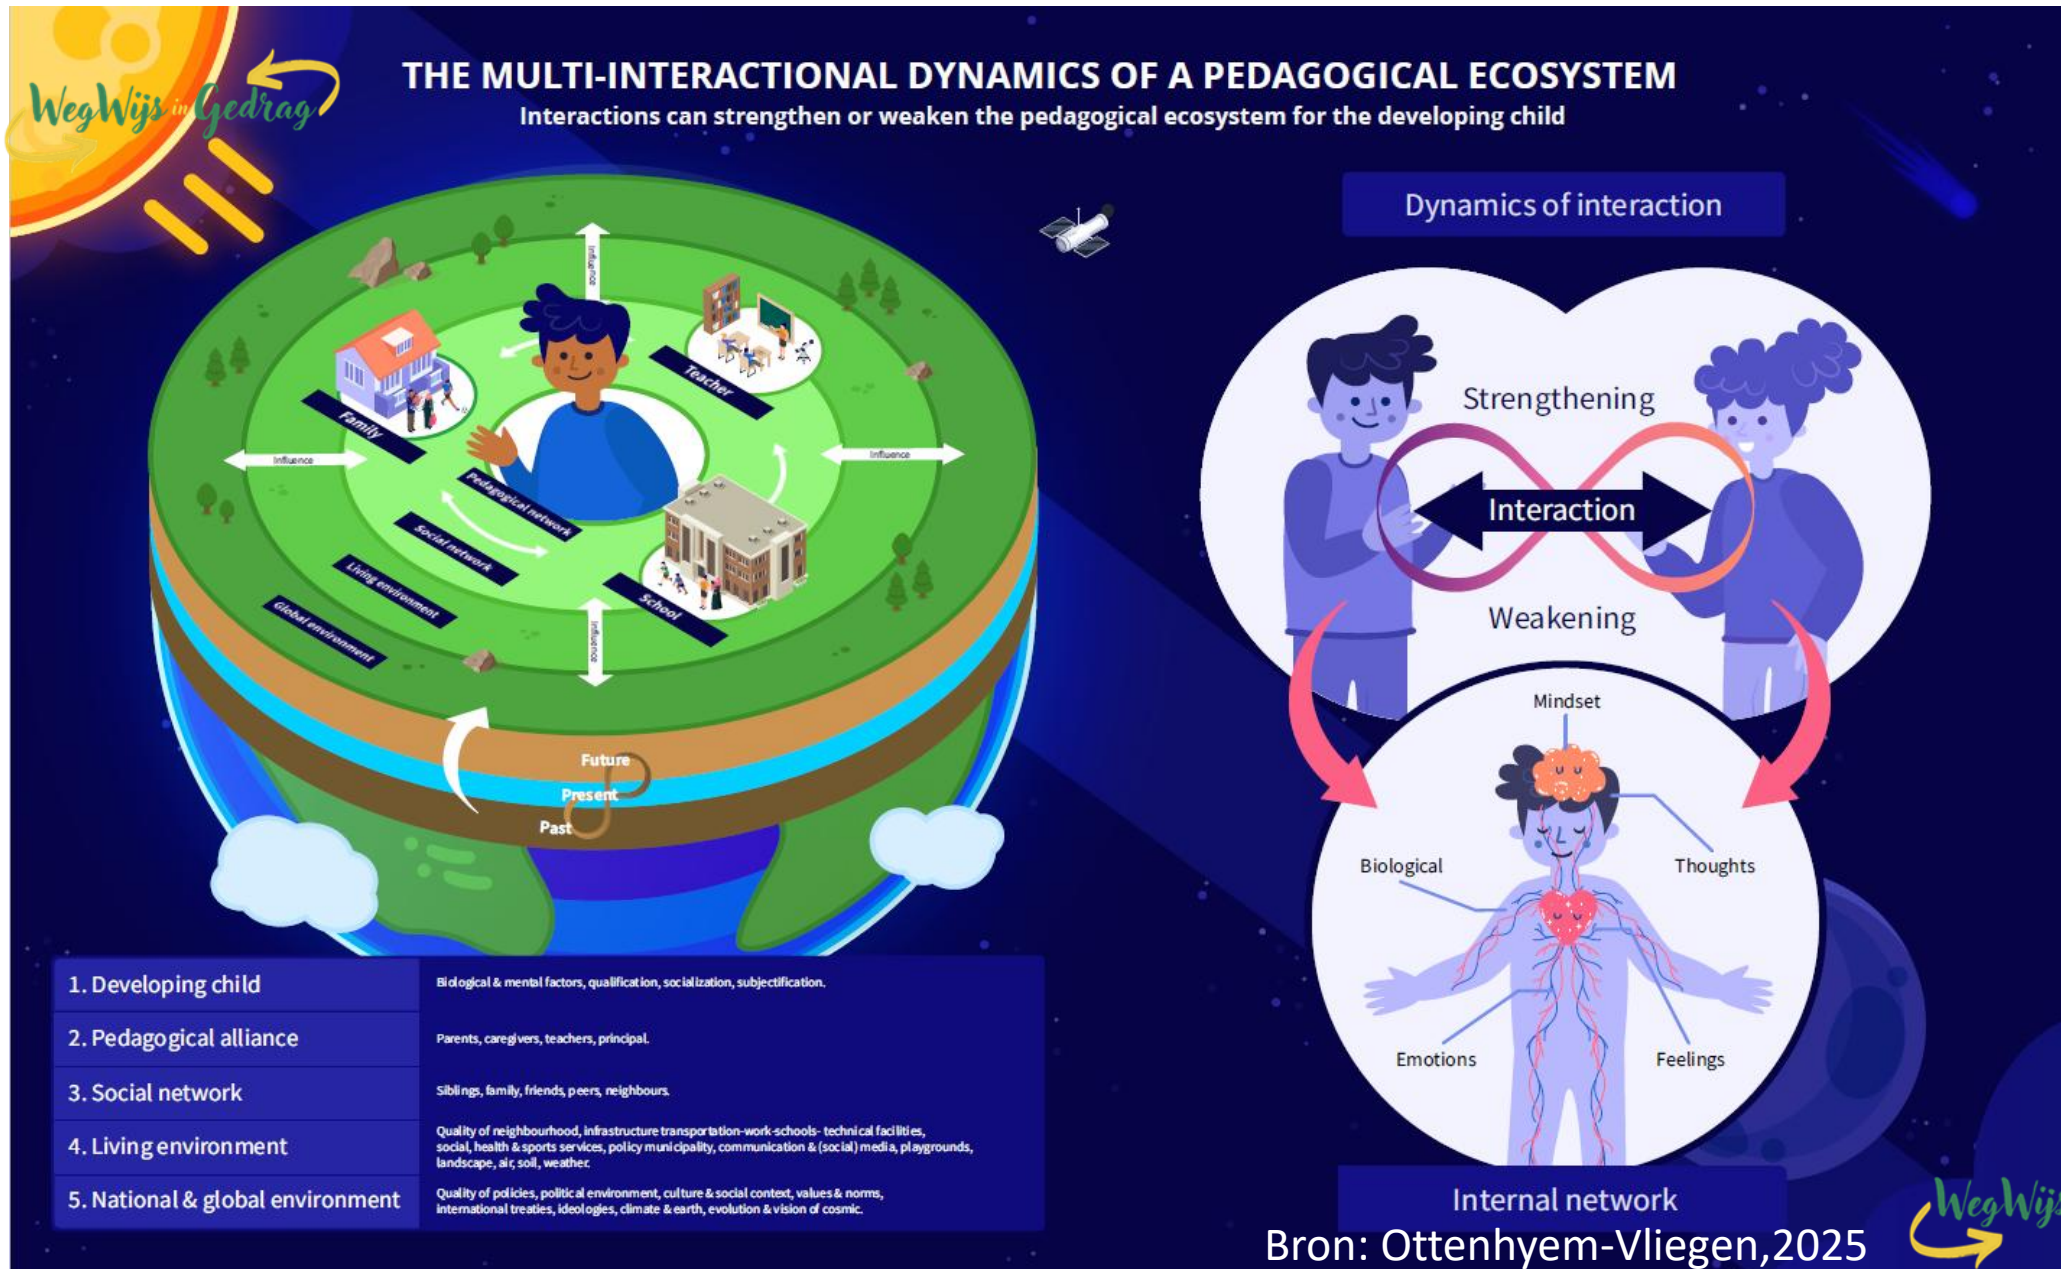 WegWijs in Gedrag
THE MULTI-INTERACTIONAL DYNAMICS OF A PEDAGOGICAL ECOSYSTEM
Interactions can strengthen or weaken the pedagogical ecosystem for the developing child
Dynamics of interaction
Influence
Teacher
Family
Influence
Influence
Pedagogical network
Social network
Living environment
Global environment
School
Influence
Future
Present
Past
Strengthening
Interaction
Weakening
Mindset
Biological
Thoughts
Emotions
Feelings
Internal network
1. Developing child
Biological & mental factors, qualification, socialization, subjectification.
2. Pedagogical alliance
Parents, caregivers, teachers, principal.
3. Social network
Siblings, family, friends, peers, neighbours.
4. Living environment
Quality of neighbourhood, infrastructure transportation-work-schools- technical facilities,
social, health & sports services, policy municipality, communication & (social) media, playgrounds,
landscape, air, soil, weather.
5. National & global environment
Quality of policies, political environment, culture & social context, values & norms,
international treaties, ideologies, climate & earth, evolution & vision of cosmic.
Bron: Ottenhyem-Vliegen,2025
WegWijs